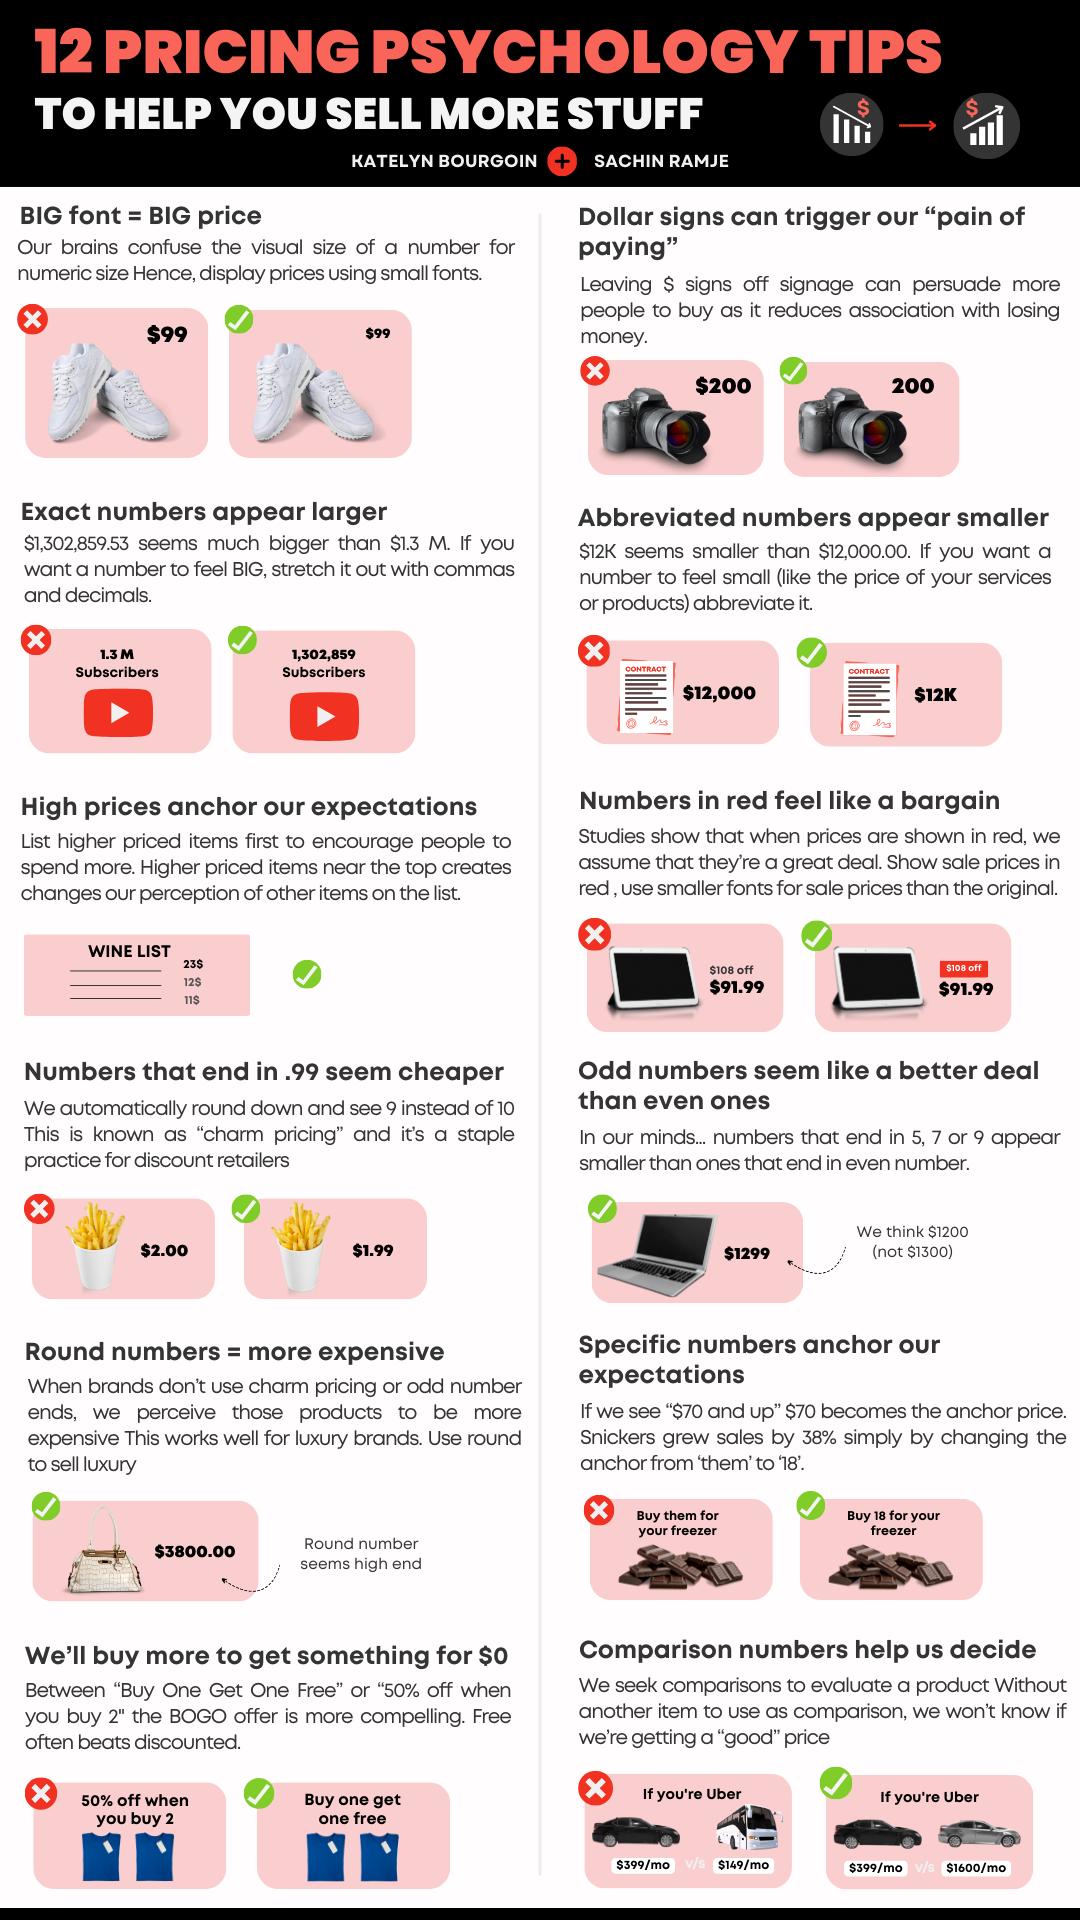 12 PRICING PSYCHOLOGY TIPS
TO HELP YOU SELL MORE STUFF
$
$
KATELYN BOURGOIN + SACHIN RAMJE
BIG font = BIG price
Our brains confuse the visual size of a number for
numeric size Hence, display prices using small fonts.
$99
$99
Exact numbers appear larger
$1,302,859.53 seems much bigger than $1.3 M. If you
want a number to feel BIG, stretch it out with commas
and decimals.
1.3 M
Subscribers
1,302,859
Subscribers
High prices anchor our expectations
List higher priced items first to encourage people to
spend more. Higher priced items near the top creates
changes our perception of other items on the list.
WINE LIST
23$
12$
11$
Numbers that end in .99 seem cheaper
We automatically round down and see 9 instead of 10
This is known as “charm pricing” and it’s a staple
practice for discount retailers
$2.00
$1.99
Round numbers = more expensive
When brands don’t use charm pricing or odd number
ends, we perceive those products to be more
expensive This works well for luxury brands. Use round
to sell luxury
$3800.00
Round number
seems high end
We’ll buy more to get something for $0
Between “Buy One Get One Free” or “50% off when
you buy 2" the BOGO offer is more compelling. Free
often beats discounted.
50% off when
you buy 2
Buy one get
one free
Dollar signs can trigger our “pain of
paying”
Leaving $ signs off signage can persuade more
people to buy as it reduces association with losing
money.
$200
200
Abbreviated numbers appear smaller
$12K seems smaller than $12,000.00. If you want a
number to feel small (like the price of your services
or products) abbreviate it.
CONTRACT
$12,000
CONTRACT
$12K
Numbers in red feel like a bargain
Studies show that when prices are shown in red, we
assume that they’re a great deal. Show sale prices in
red , use smaller fonts for sale prices than the original.
$108 off
$91.99
$108 off
$91.99
Odd numbers seem like a better deal
than even ones
In our minds... numbers that end in 5, 7 or 9 appear
smaller than ones that end in even number.
$1299
We think $1200
(not $1300)
Specific numbers anchor our
expectations
If we see “$70 and up” $70 becomes the anchor price.
Snickers grew sales by 38% simply by changing the
anchor from ‘them’ to ‘18’.
Buy them for
your freezer
Buy 18 for your
freezer
Comparison numbers help us decide
We seek comparisons to evaluate a product Without
another item to use as comparison, we won’t know if
we’re getting a “good” price
If you're Uber
$399/mo v/s $149/mo
If you're Uber
$399/mo v/s $1600/mo